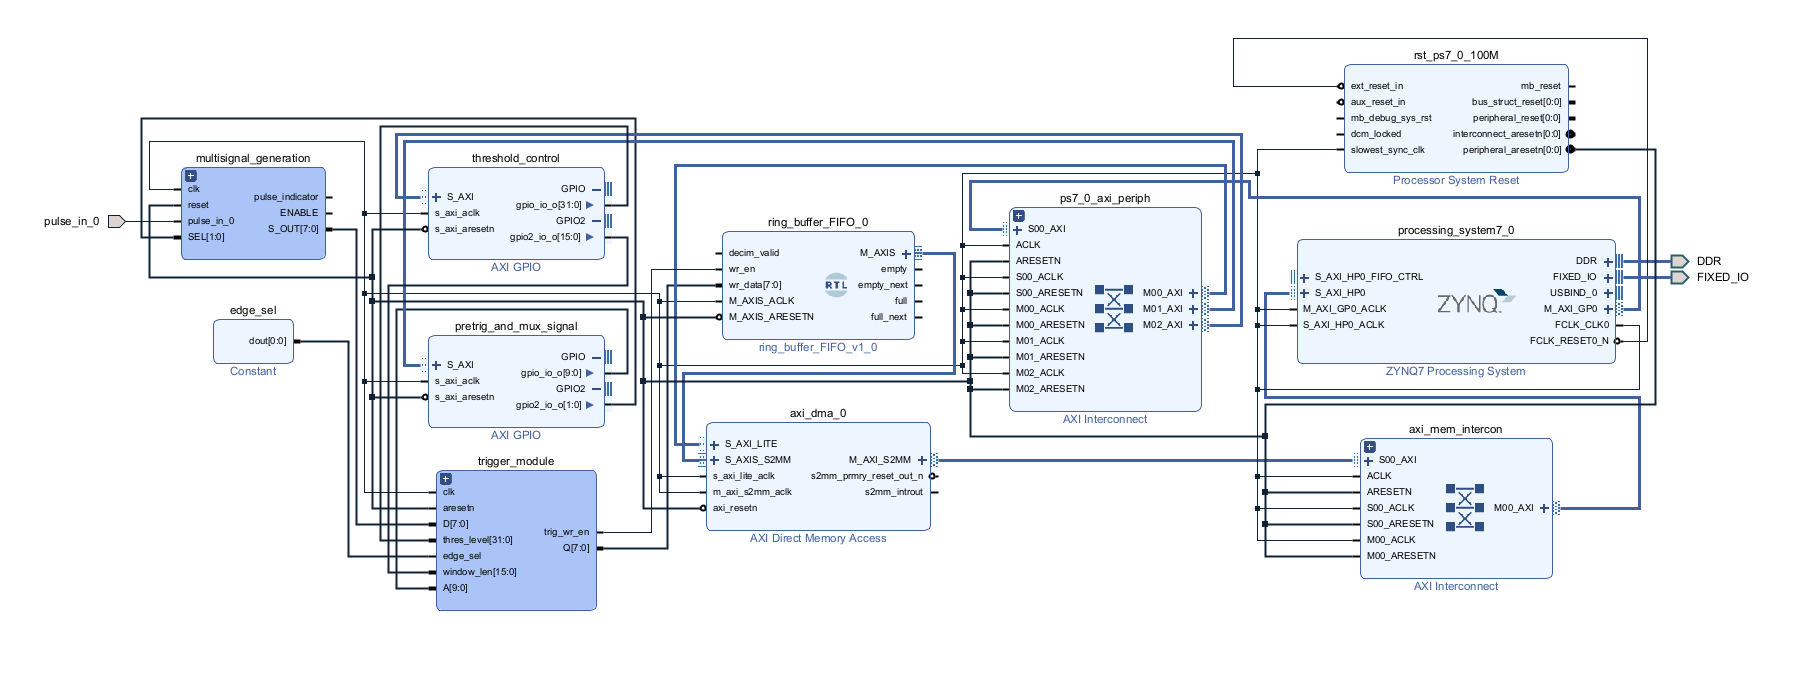 rst_ps7_0_100M
ext_reset_in
aux_reset_in
mb_debug_sys_rst
dcm_locked
slowest_sync_clk
mb_reset
bus_struct_reset[0:0]
peripheral_reset[0:0]
interconnect_aresetn[0:0]
peripheral_aresetn[0:0]
Processor System Reset
pulse_in_0
multisignal_generation
clk
reset
pulse_in_0
SEL[1:0]
pulse_indicator
ENABLE
S_OUT[7:0]
threshold_control
S_AXI
s_axi_aclk
s_axi_aresetn
GPIO
gpio_io_o[31:0]
GPIO2
gpio2_io_o[15:0]
AXI GPIO
edge_sel
dout[0:0]
Constant
pretrig_and_mux_signal
S_AXI
s_axi_aclk
s_axi_aresetn
GPIO
gpio_io_o[9:0]
GPIO2
gpio2_io_o[1:0]
AXI GPIO
trigger_module
clk
aresetn
D[7:0]
thres_level[31:0]
edge_sel
window_len[15:0]
A[9:0]
trig_wr_en
Q[7:0]
ring_buffer_FIFO_0
decim_valid
wr_en
wr_data[7:0]
M_AXIS_ACLK
M_AXIS_ARESETN
RTL
M_AXIS
empty
empty_next
full
full_next
ring_buffer_FIFO_v1_0
axi_dma_0
S_AXI_LITE
S_AXIS_S2MM
s_axi_lite_aclk
m_axi_s2mm_aclk
axi_resetn
M_AXI_S2MM
s2mm_prmry_reset_out_n
s2mm_introut
AXI Direct Memory Access
ps7_0_axi_periph
S00_AXI
ACLK
ARESETN
S00_ACLK
S00_ARESETN
M00_ACLK
M00_ARESETN
M01_ACLK
M01_ARESETN
M02_ACLK
M02_ARESETN
M00_AXI
M01_AXI
M02_AXI
AXI Interconnect
processing_system7_0
S_AXI_HP0_FIFO_CTRL
S_AXI_HP0
M_AXI_GP0_ACLK
S_AXI_HP0_ACLK
ZYNQ
DDR
FIXED_IO
USBIND_0
M_AXI_GP0
FCLK_CLK0
FCLK_RESET0_N
ZYNQ7 Processing System
DDR
FIXED_IO
axi_mem_intercon
S00_AXI
ACLK
ARESETN
S00_ACLK
S00_ARESETN
M00_ACLK
M00_ARESETN
M00_AXI
AXI Interconnect